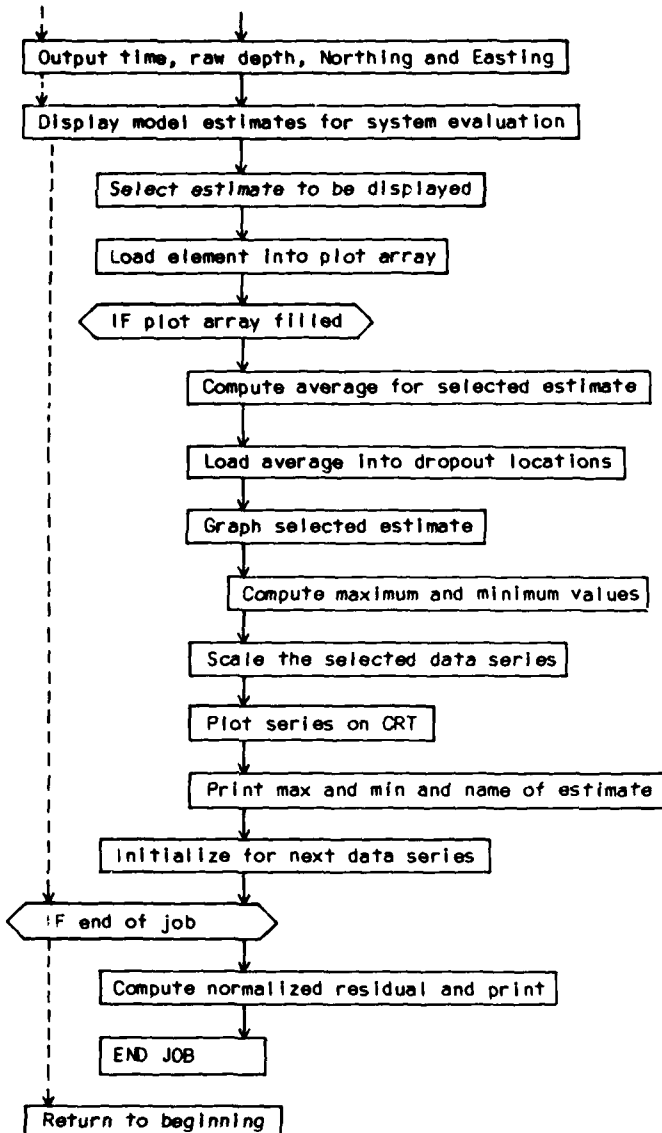 Output time, raw depth, Northing and Easting
Display model estimates for system evaluation
Select estimate to be displayed
Load element into plot array
IF plot array filled
Compute average for selected estimate
Load average into dropout locations
Graph selected estimate
Compute maximum and minimum values
Scale the selected data series
Plot series on CRT
Print max and min and name of estimate
Initialize for next data series
IF end of job
Compute normalized residual and print
END JOB
Return to beginning